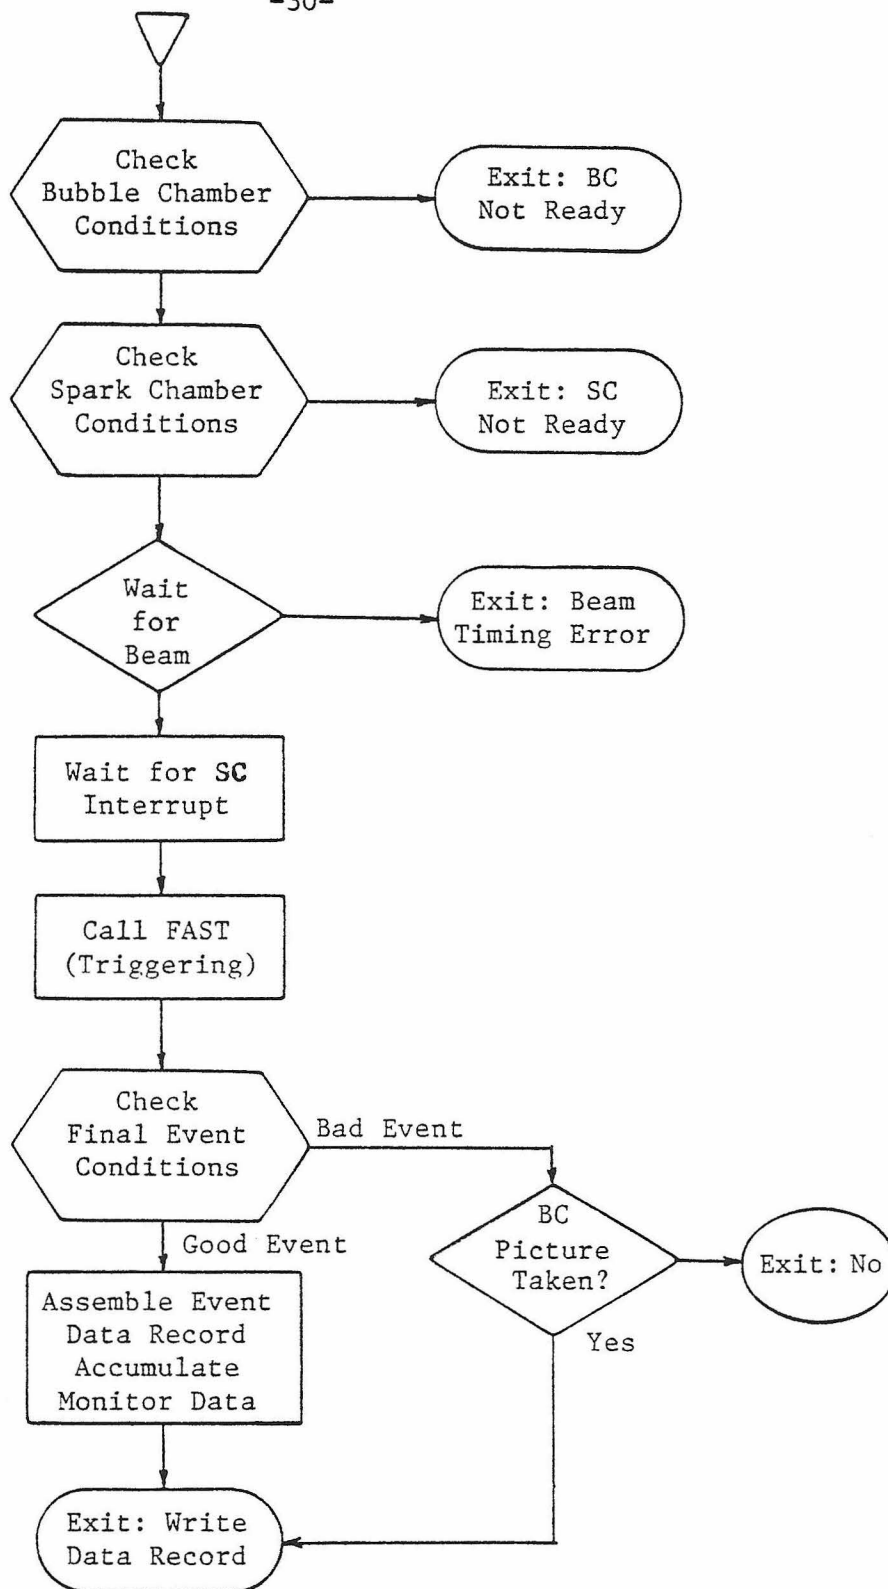 -30-
Check
Bubble Chamber
Conditions
Exit: BC
Not Ready
Check
Spark Chamber
Conditions
Exit: SC
Not Ready
Wait
for
Beam
Exit: Beam
Timing Error
Wait for SC
Interrupt
Call FAST
(Triggering)
Check
Final Event
Conditions
Bad Event
Good Event
BC
Picture
Taken?
Exit: No
Yes
Assemble Event
Data Record
Accumulate
Monitor Data
Exit: Write
Data Record